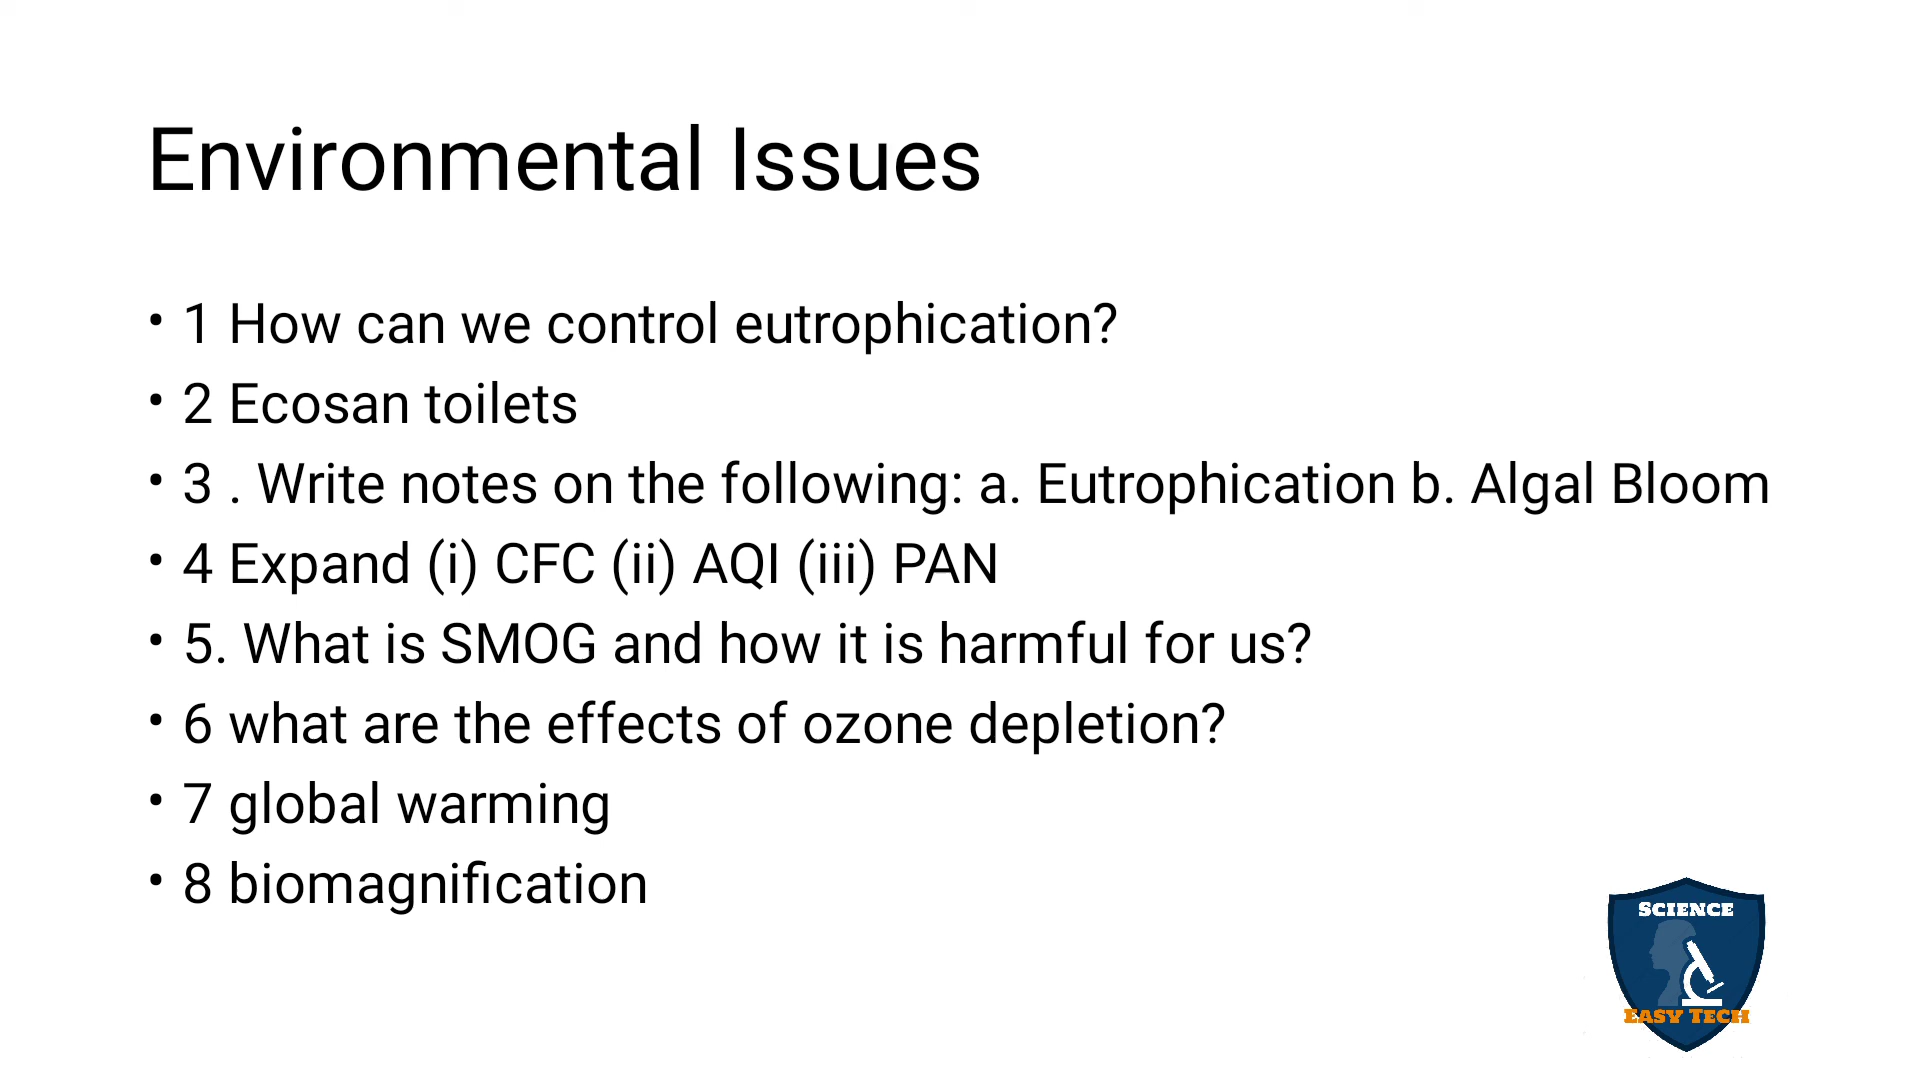 Environmental Issues
• 1 How can we control eutrophication?
• 2 Ecosan toilets
• 3 . Write notes on the following: a. Eutrophication b. Algal Bloom
• 4 Expand (i) CFC (ii) AQI (iii) PAN
• 5. What is SMOG and how it is harmful for us?
• 6 what are the effects of ozone depletion?
• 7 global warming
• 8 biomagnification
SCIENCE
EASY TECH